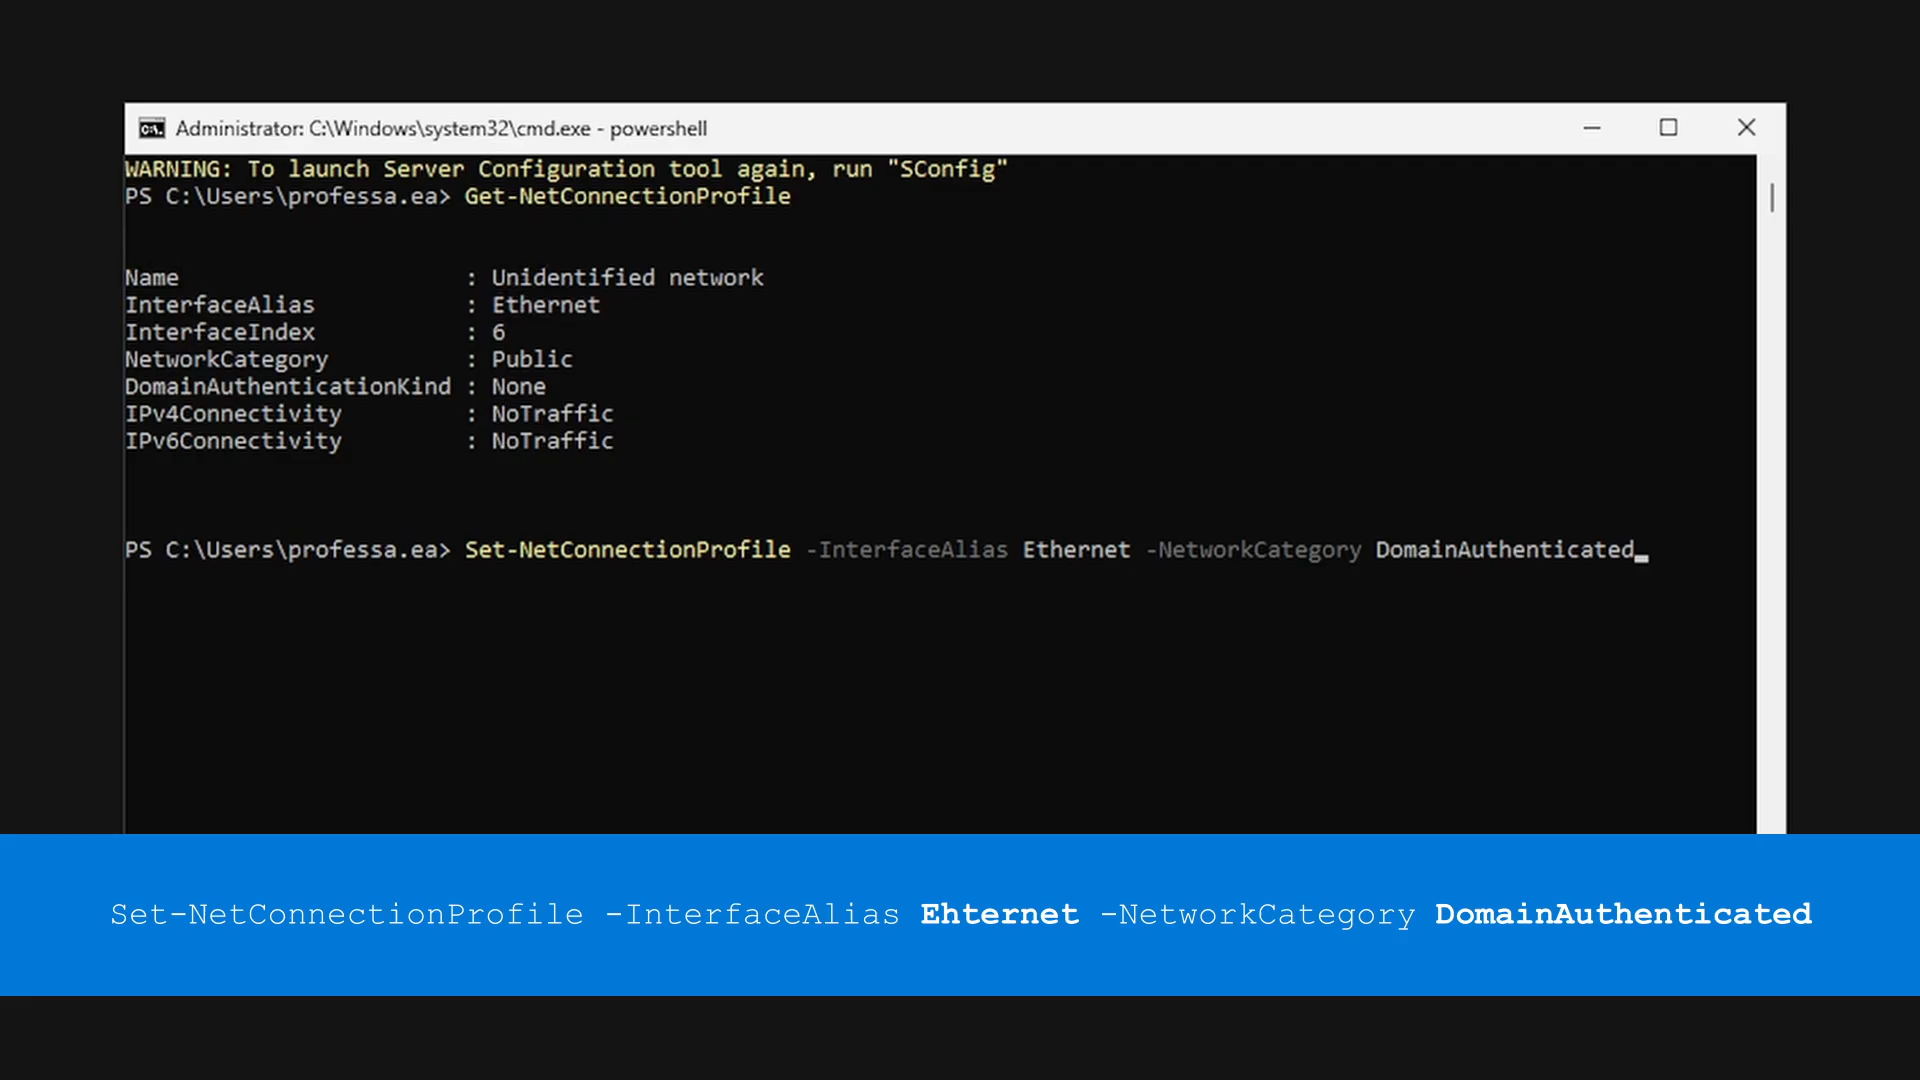 Administrator: C:\Windows\system32\cmd.exe - powershell
WARNING: To launch Server Configuration tool again, run "SConfig"
PS C:\Users\professa.ea> Get-NetConnectionProfile
Name : Unidentified network
InterfaceAlias : Ethernet
InterfaceIndex : 6
NetworkCategory : Public
DomainAuthenticationKind : None
IPv4Connectivity : NoTraffic
IPv6Connectivity : NoTraffic
PS C:\Users\professa.ea> Set-NetConnectionProfile -InterfaceAlias Ethernet -NetworkCategory DomainAuthenticated
Set-NetConnectionProfile -InterfaceAlias Ehternet -NetworkCategory DomainAuthenticated